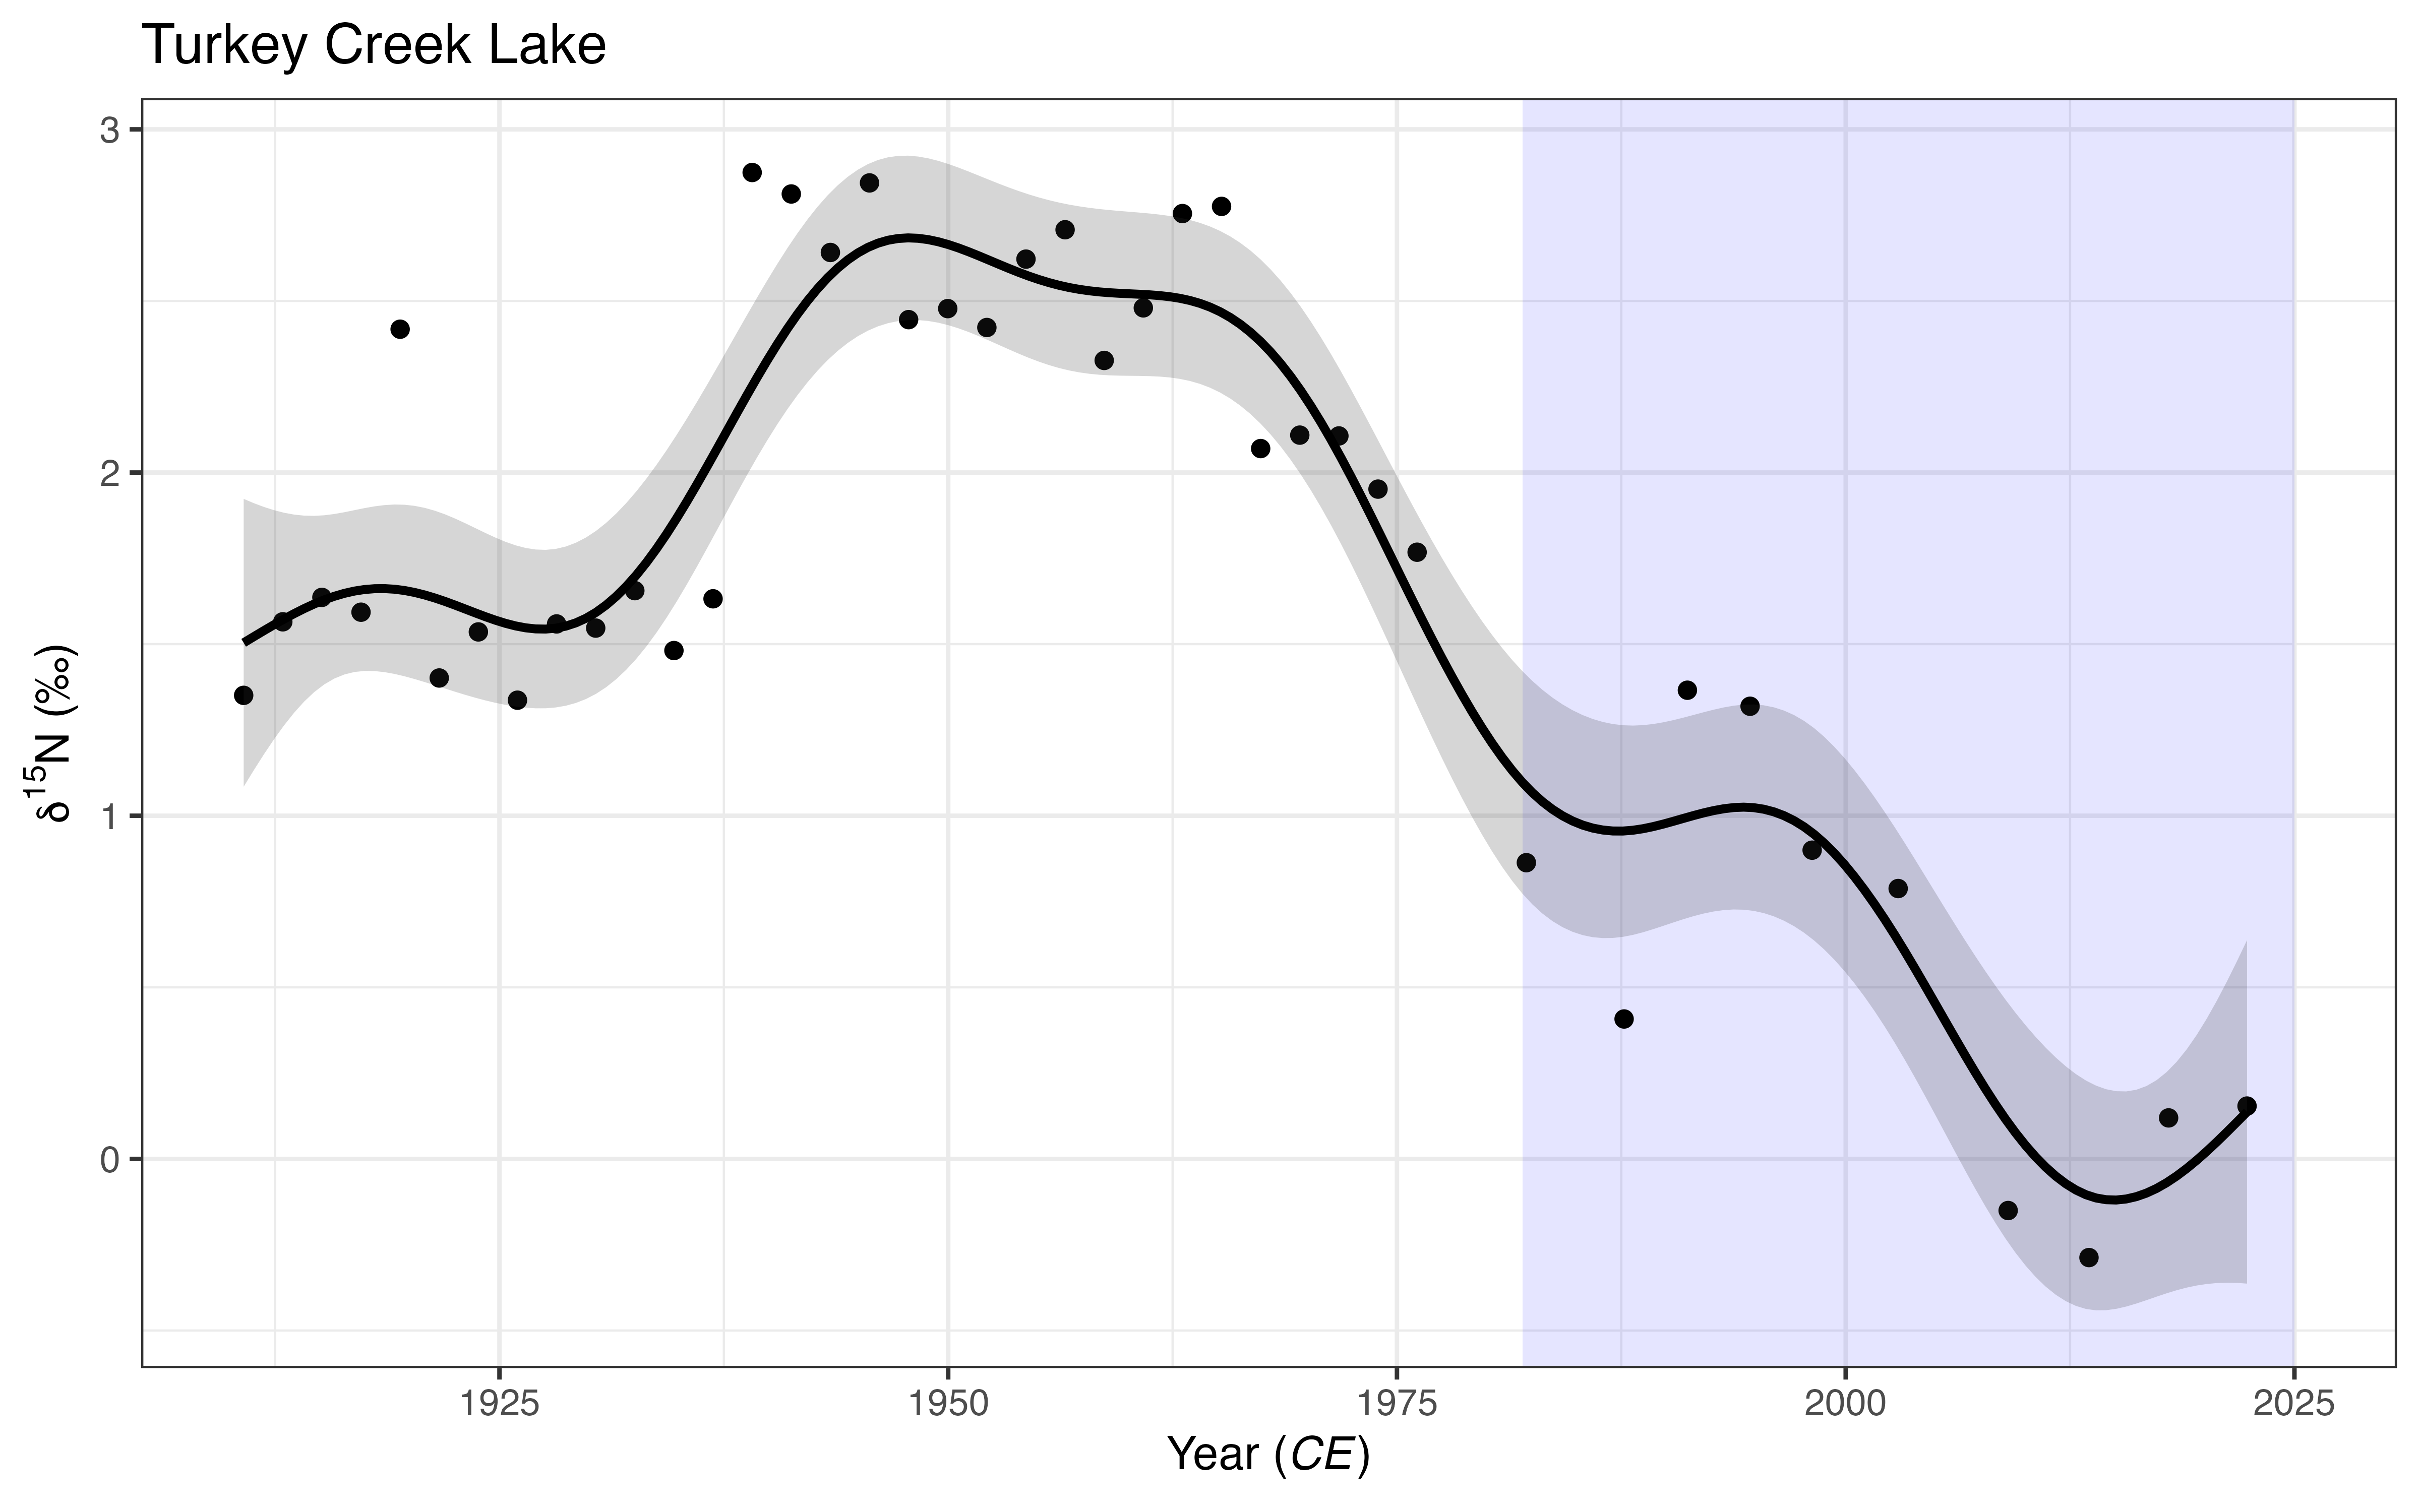 Turkey Creek Lake
3
2
1
0
δ¹⁵N (‰)
1925 1950 1975 2000 2025
Year (CE)